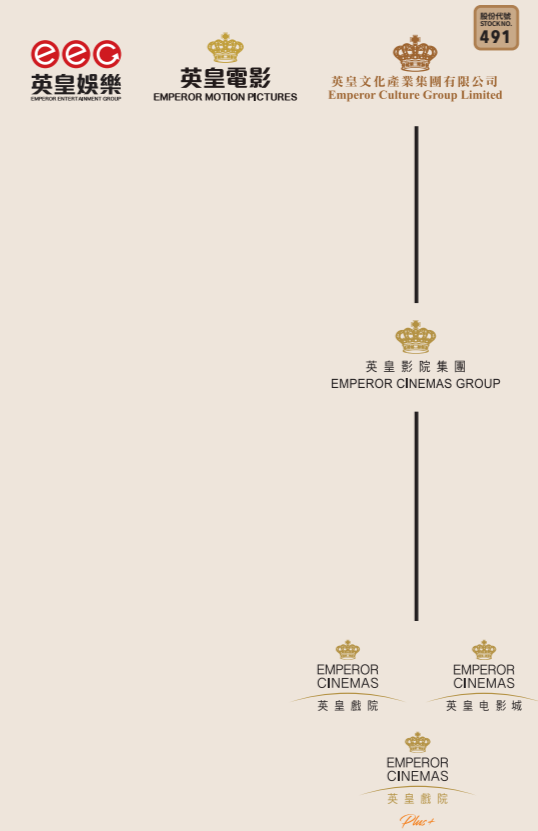 股份代號
STOCK NO.
491
eeg
英皇娛樂
EMPEROR ENTERTAINMENT GROUP
英皇電影
EMPEROR MOTION PICTURES
英皇文化產業集團有限公司
Emperor Culture Group Limited
英皇影院集團
EMPEROR CINEMAS GROUP
EMPEROR
CINEMAS
英皇戲院
EMPEROR
CINEMAS
英皇电影城
EMPEROR
CINEMAS
英皇戲院
Plus+